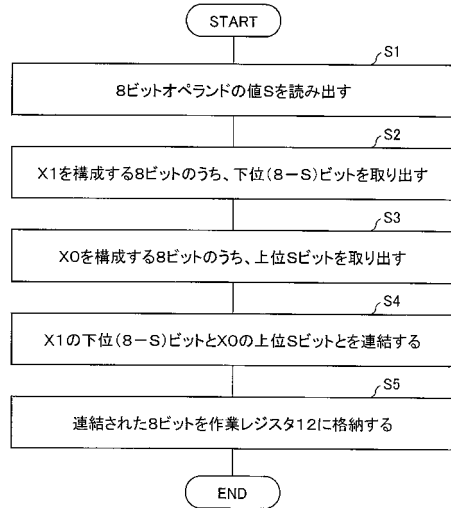 START
S1
8ビットオペランドの値Sを読み出す
S2
X1を構成する8ビットのうち、下位(8-S)ビットを取り出す
S3
X0を構成する8ビットのうち、上位Sビットを取出する
S4
X1の下位(8-S)ビットとX0の上位Sビットとを連結する
S5
連結された8ビットを作業レジスタ12に格納する
END